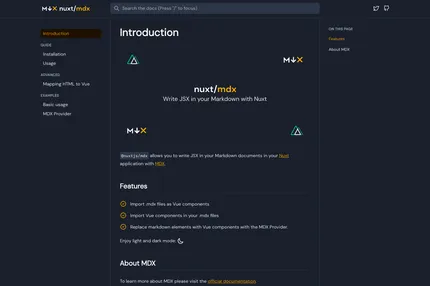 M↓X nuxt/mdx
Search the docs (Press "/" to focus)
Introduction
GUIDE
Installation
Usage
ADVANCED
Mapping HTML to Vue
EXAMPLES
Basic usage
MDX Provider
Introduction
M↓X
nuxt/mdx
Write JSX in your Markdown with Nuxt
M↓X
@nuxtjs/mdx allows you to write JSX in your Markdown documents in your Nuxt
application with MDX.
Features
Import .mdx files as Vue components
Import Vue components in your .mdx files
Replace markdown elements with Vue components with the MDX Provider.
Enjoy light and dark mode
About MDX
To learn more about MDX please visit the official documentation
ON THIS PAGE
Features
About MDX